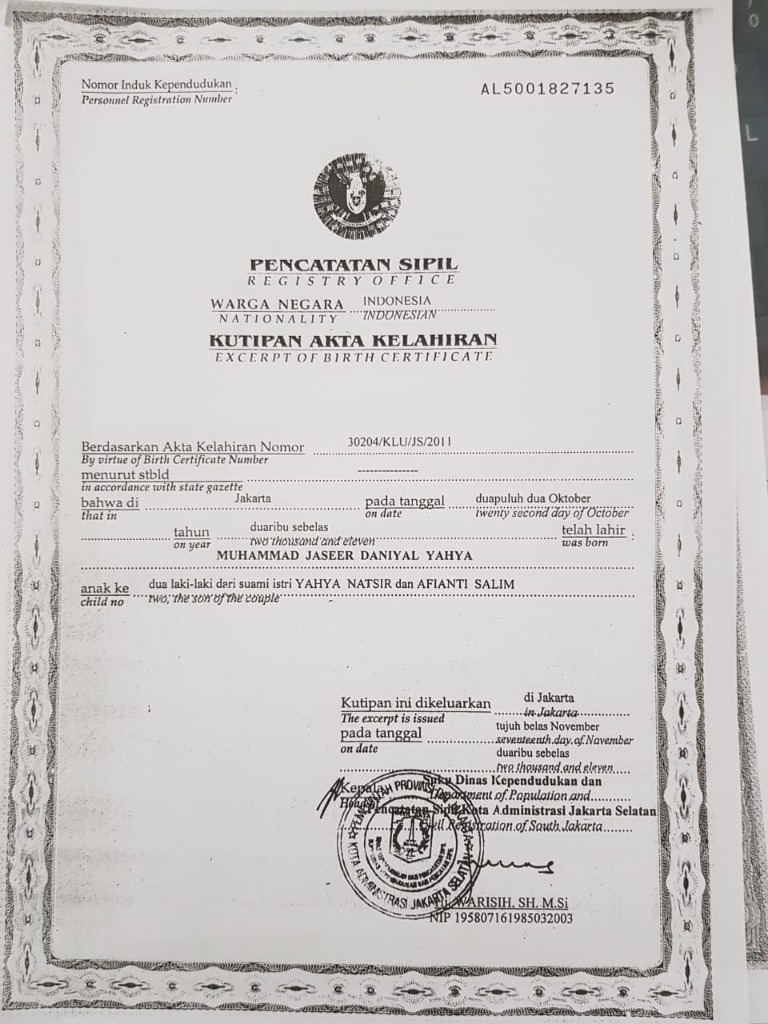 Nomor Induk Kependudukan :
Personnel Registration Number
AL5001827135
PENCATATAN SIPIL
REGISTRY OFFICE
WARGA NEGARA INDONESIA
NATIONALITY INDONESIAN
KUTIPAN AKTA KELAHIRAN
EXCERPT OF BIRTH CERTIFICATE
Berdasarkan Akta Kelahiran Nomor 30204/KLU/JS/2011
By virtue of Birth Certificate Number
menurut stbld --------------
in accordance with state gazette
bahwa di Jakarta pada tanggal duapuluh dua Oktober
that in on date twenty second day of October
tahun duaribu sebelas telah lahir :
on year two thousand and eleven was born
MUHAMMAD JASEER DANIYAL YAHYA
anak ke dua laki-laki dari suami istri YAHYA NATSIR dan AFIANTI SALIM
child no two, the son of the couple
Kutipan ini dikeluarkan di Jakarta
The excerpt is issued in Jakarta
pada tanggal tujuh belas November
on date seventeenth day of November
duaribu sebelas
two thousand and eleven
Kepala Suku Dinas Kependudukan dan
Head Department of Population and
Pencatatan Sipil Kota Administrasi Jakarta Selatan
Civil Registration of South Jakarta
KOTA ADMINISTRASI JAKARTA SELATAN
WARISIH, SH. M.Si
NIP 195807161985032003